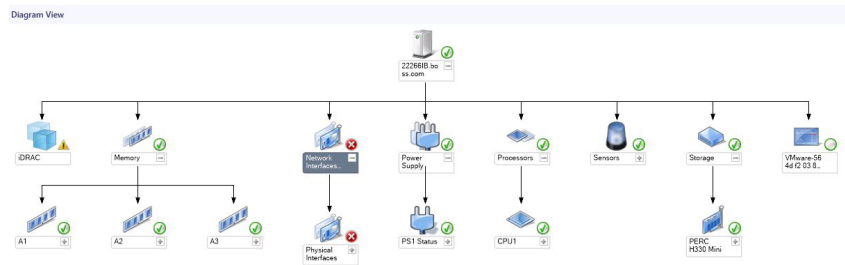 Diagram View
22266IB.bo
ss.com
iDRAC
Memory
Network
Interfaces...
Power
Supply
Processors
Sensors
Storage
VMware-56
4d f2 03 8...
A1
A2
A3
Physical
Interfaces
PS1 Status
CPU1
PERC
H330 Mini